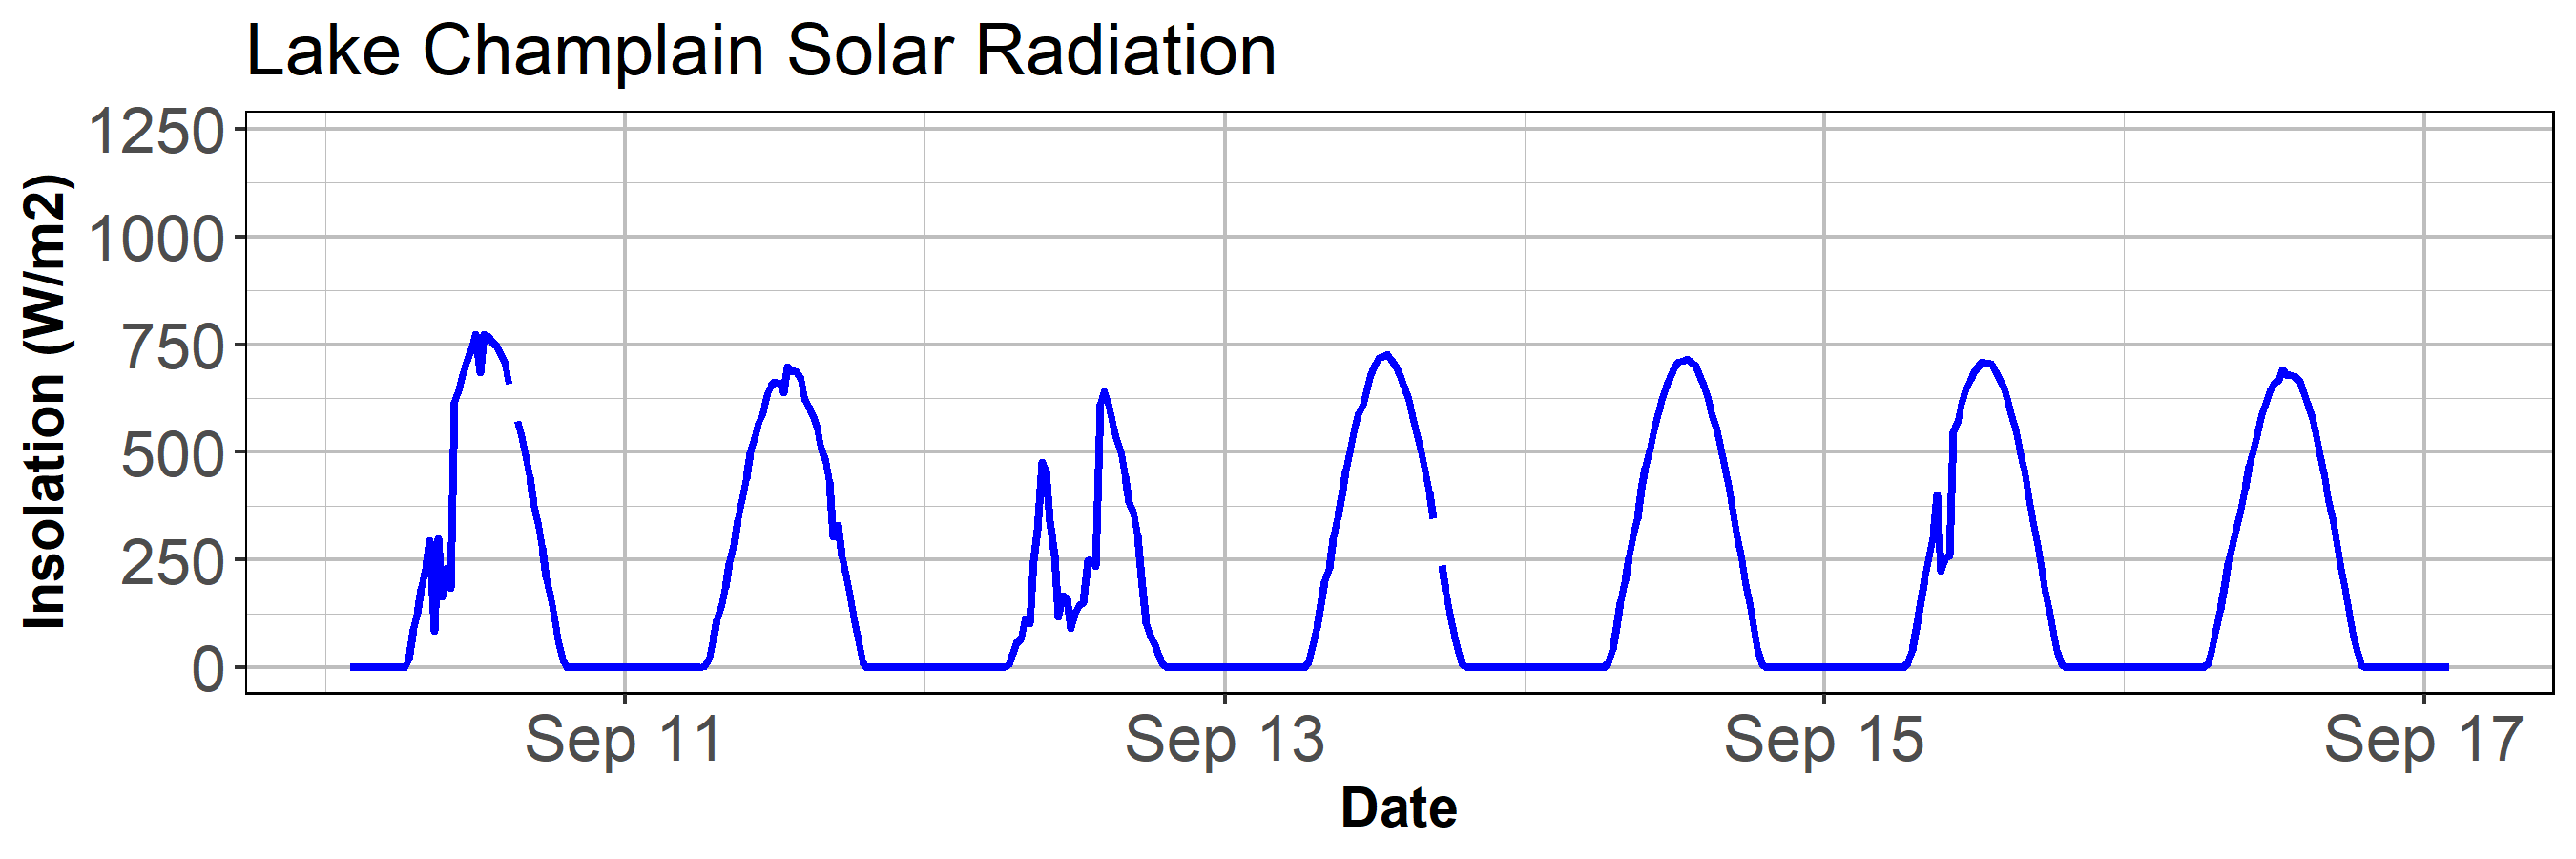 Lake Champlain Solar Radiation
Insolation (W/m2)
1250
1000
750
500
250
0
Sep 11 Sep 13 Sep 15 Sep 17
Date